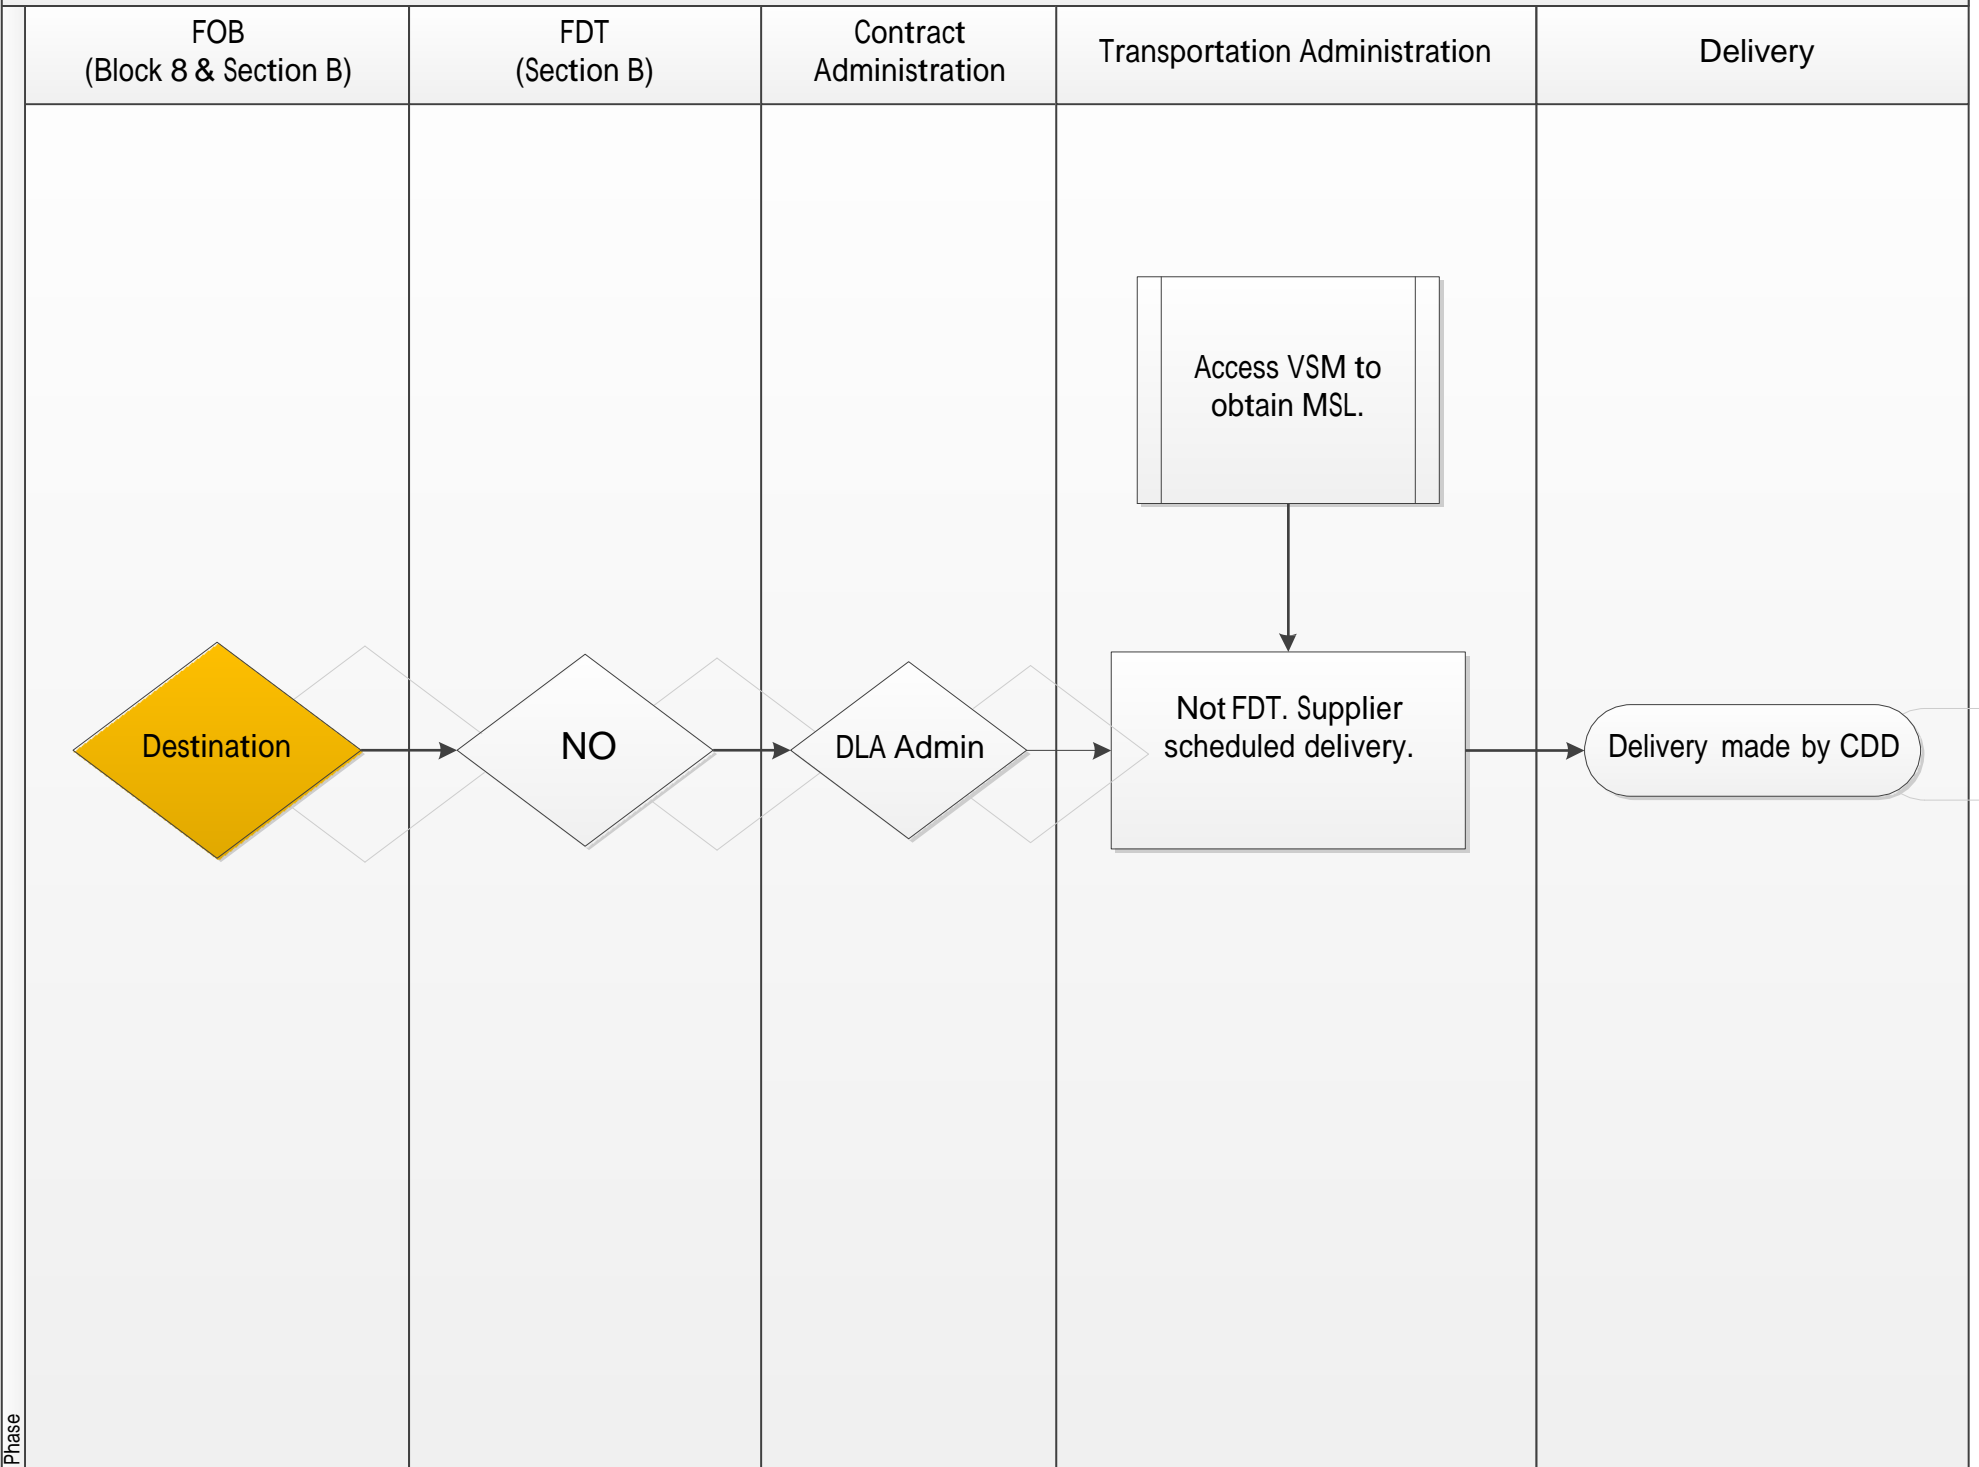 FOB
(Block 8 & Section B)
FDT
(Section B)
Contract
Administration
Transportation Administration
Delivery
Access VSM to
obtain MSL.
Destination
NO
DLA Admin
Not FDT. Supplier
scheduled delivery.
Delivery made by CDD
Phase